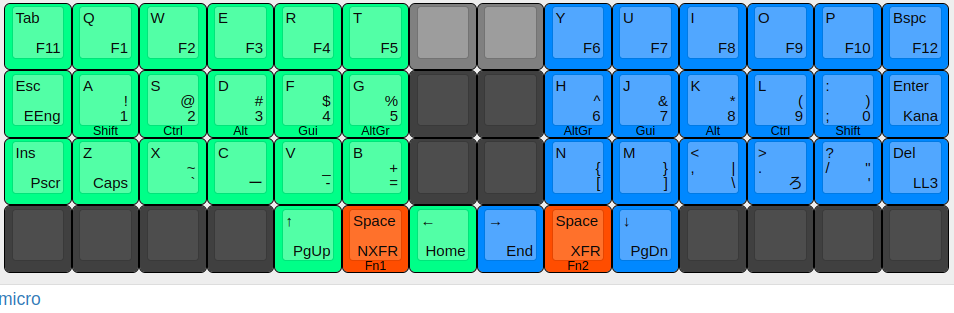 Tab Q W E R T Y U I O P Bspc
F11 F1 F2 F3 F4 F5 F6 F7 F8 F9 F10 F12
Esc A S D F G H J K L : Enter
! @ # $ % ^ & * ( )
EEng 1 2 3 4 5 6 7 8 9 ; 0 Kana
Shift Ctrl Alt Gui AltGr AltGr Gui Alt Ctrl Shift
Ins Z X C V B N M < > ? Del
~ _ + { } , | . / "
Pscr Caps ` ー - = [ ] \ ろ ' LL3
↑ Space ← → Space ↓
PgUp NXFR Home End XFR PgDn
Fn1 Fn2
micro